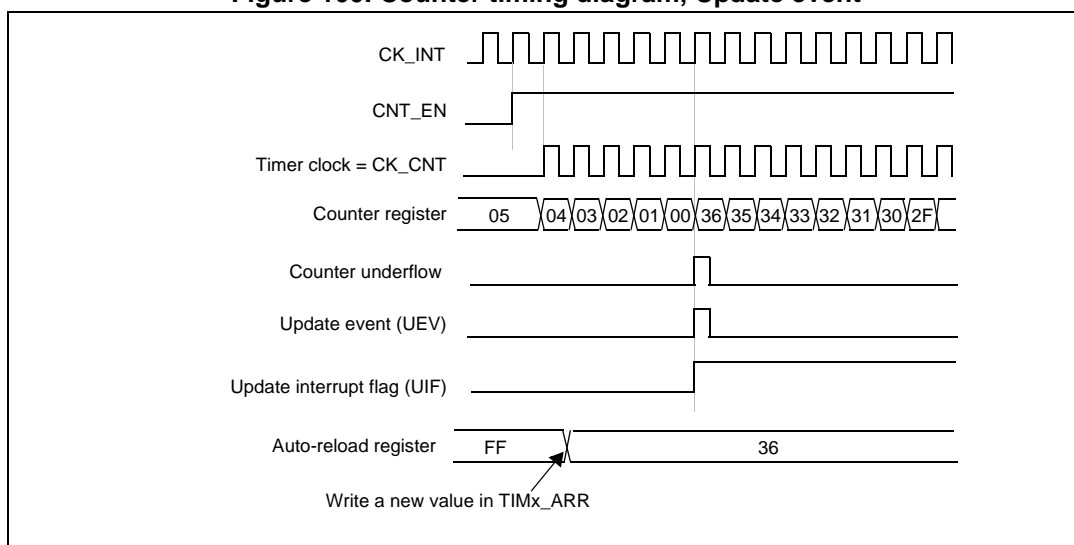 Figure 106. Counter timing diagram, Update event
CK_INT
CNT_EN
Timer clock = CK_CNT
Counter register 05 04 03 02 01 00 36 35 34 33 32 31 30 2F
Counter underflow
Update event (UEV)
Update interrupt flag (UIF)
Auto-reload register FF 36
Write a new value in TIMx_ARR